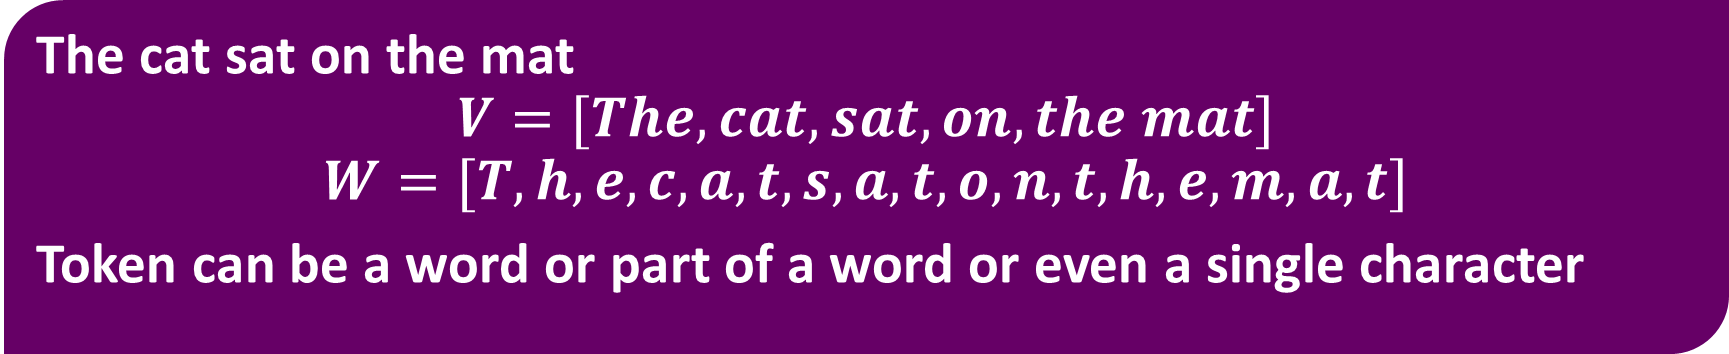 The cat sat on the mat
V = [The, cat, sat, on, the mat]
W = [T, h, e, c, a, t, s, a, t, o, n, t, h, e, m, a, t]
Token can be a word or part of a word or even a single character